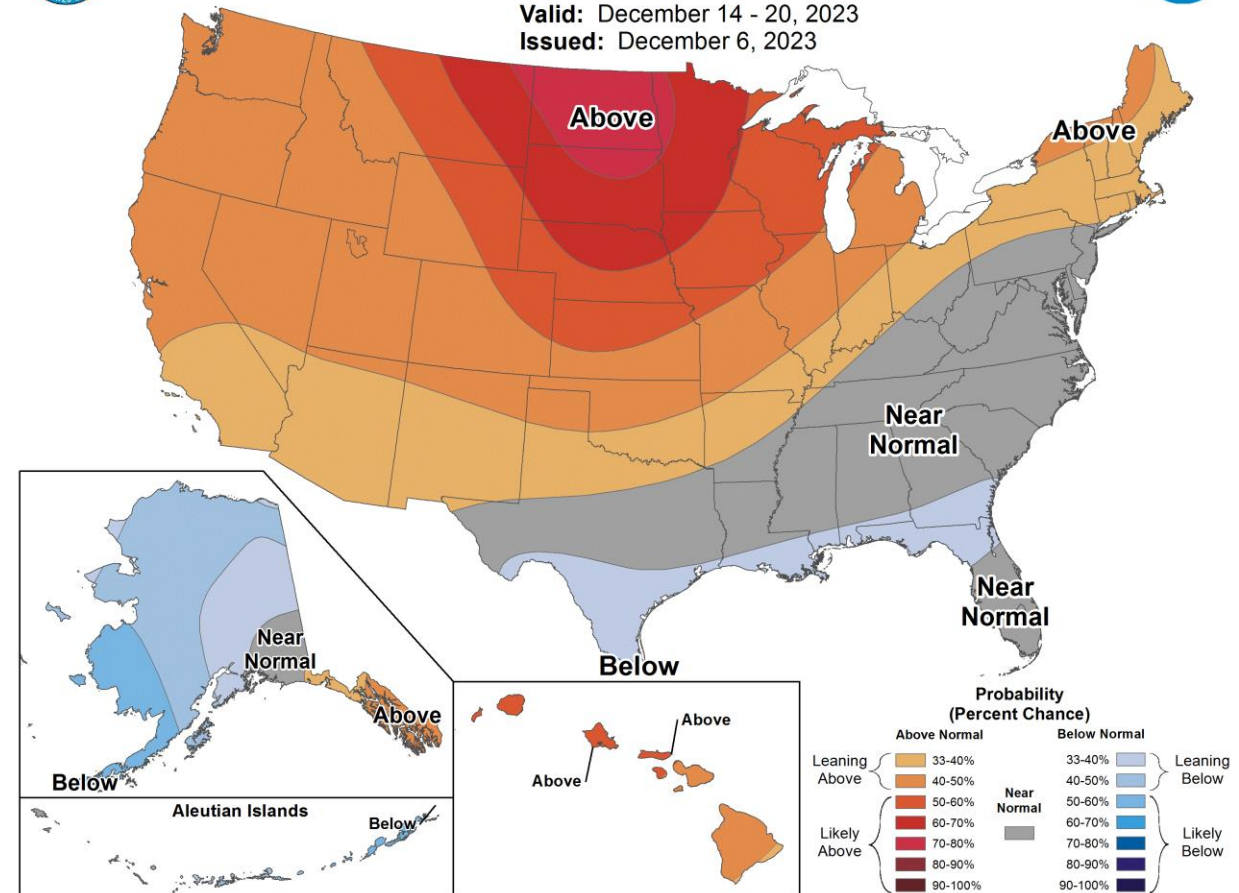 Valid: December 14 - 20, 2023
Issued: December 6, 2023
Above
Above
Near
Normal
Near
Normal
Below
Near
Normal
Above
Below
Aleutian Islands
Below
Above
Above
Probability
(Percent Chance)
Above Normal
Below Normal
Leaning
Above
33-40%
40-50%
50-60%
60-70%
70-80%
80-90%
90-100%
Likely
Above
Near
Normal
33-40%
40-50%
50-60%
60-70%
70-80%
80-90%
90-100%
Leaning
Below
Likely
Below